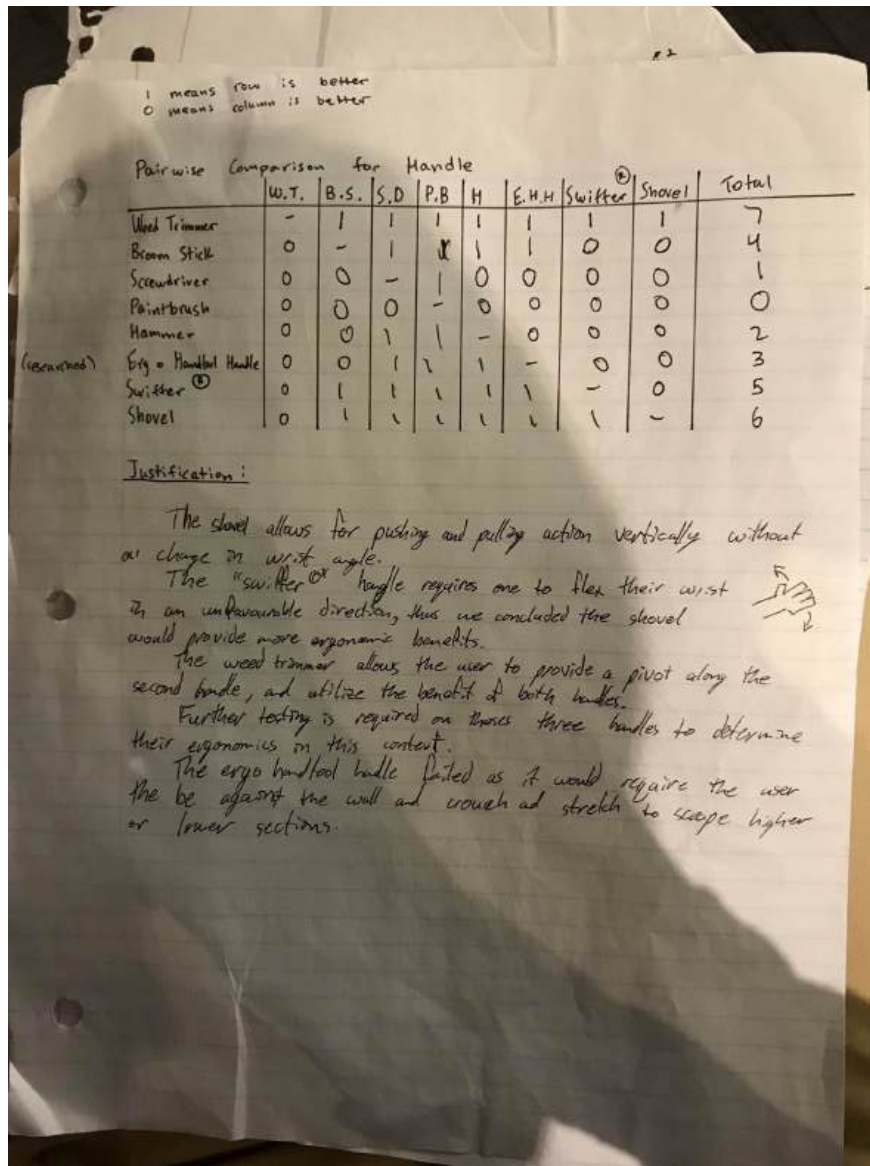 1 means row is better
0 means column is better
Pairwise Comparison for Handle
W.T. B.S. S.D P.B H E.H.H Swifter ® Shovel Total
Weed Trimmer - 1 1 1 1 1 1 1 7
Broom Stick 0 - 1 1 1 1 0 0 4
Screwdriver 0 0 - 1 0 0 0 0 1
Paintbrush 0 0 0 - 0 0 0 0 0
Hammer 0 0 1 1 - 0 0 0 2
(researched) Erg o Handtool Handle 0 0 1 1 1 - 0 0 3
Swifter ® 0 1 1 1 1 1 - 0 5
Shovel 0 1 1 1 1 1 1 - 6
Justification:
The shovel allows for pushing and pulling action vertically without
a change in wrist angle.
The "swifter ®" handle requires one to flex their wrist
in an unfavourable direction, thus we concluded the shovel
would provide more ergonomic benefits.
The weed trimmer allows the user to provide a pivot along the
second handle, and utilize the benefit of both handles.
Further testing is required on theses three handles to determine
their ergonomics in this context.
The ergo handtool handle failed as it would require the user
the be against the wall and crouch ad stretch to scrape higher
or lower sections.